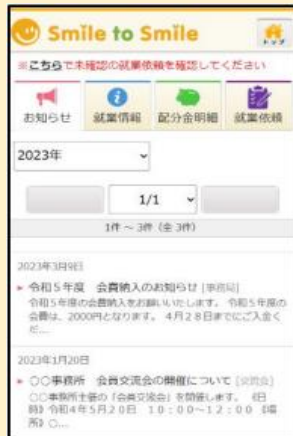 Smile to Smile
トップ
※こちらで未確認の就業依頼を確認してください
お知らせ
就業情報
配分金明細
就業依頼
2023年
1/1
1件 ～ 3件 (全 3件)
2023年3月9日
令和5年度　会費納入のお知らせ [事務局]
令和5年度の会費納入をお願いいたします。 令和5年度の
会費は、2000円となります。 4月28日までにご入金く
だ...
2023年1月20日
○○事務所　会員交流会の開催について [交流会]
○○事務所主催の「会員交流会」を開催します。 《日
時》令和4年5月20日　10：00～12：00 《場
所》○...